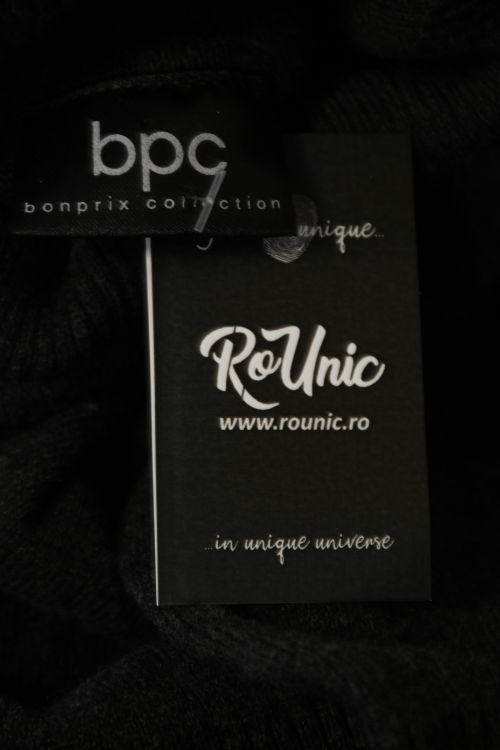 bpc
bonprix collection
unique...
RoUnic
www.rounic.ro
...in unique universe